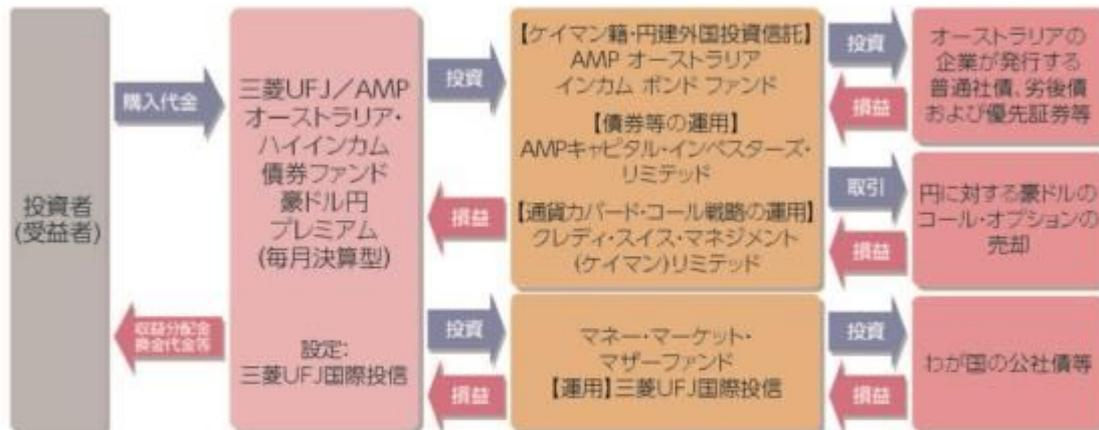 投資者
(受益者)
購入代金
収益分配金
換金代金等
三菱UFJ/AMP
オーストラリア・
ハイインカム
債券ファンド
豪ドル円
プレミアム
(毎月決算型)
設定:
三菱UFJ国際投信
投資
損益
投資
損益
【ケイマン籍・円建外国投資信託】
AMP オーストラリア
インカム ボンド ファンド
【債券等の運用】
AMPキャピタル・インベスターズ・
リミテッド
【通貨カバード・コール戦略の運用】
クレディ・スイス・マネジメント
(ケイマン)リミテッド
マネー・マーケット・
マザーファンド
【運用】三菱UFJ国際投信
投資
損益
取引
損益
投資
損益
オーストラリアの
企業が発行する
普通社債、劣後債
および優先証券等
円に対する豪ドルの
コール・オプションの
売却
わが国の公社債等